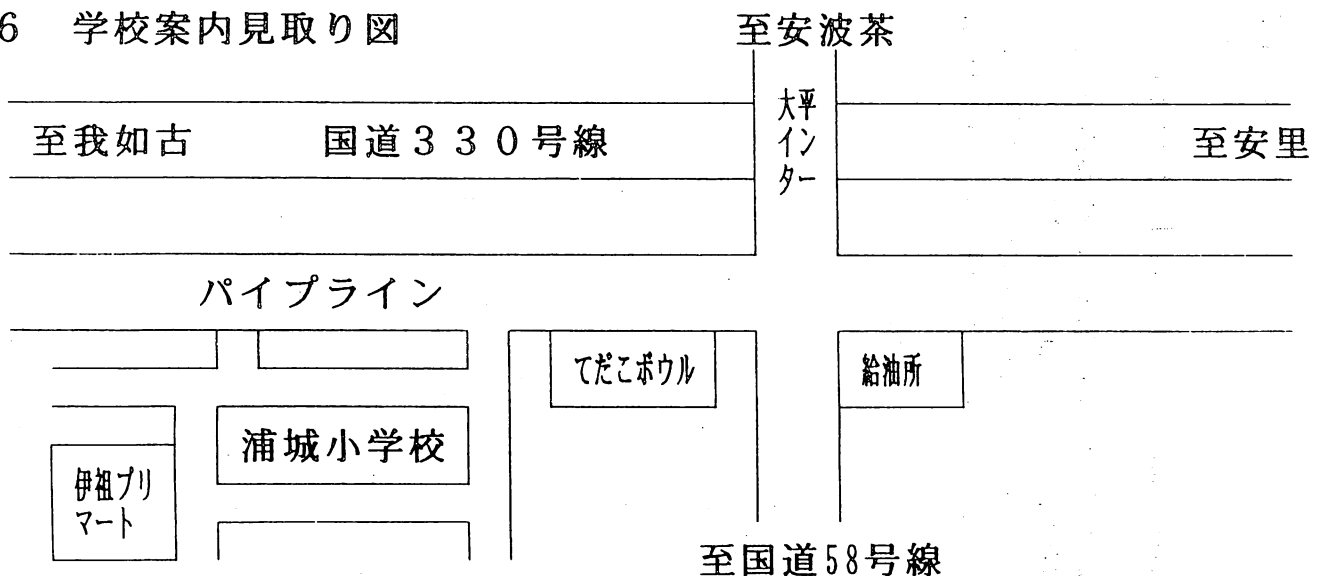 6 学校案内見取り図
至安波茶
大平
イン
ター
至我如古
国道330号線
至安里
パイプライン
てだこボウル
給油所
浦城小学校
伊祖プリ
マート
至国道58号線